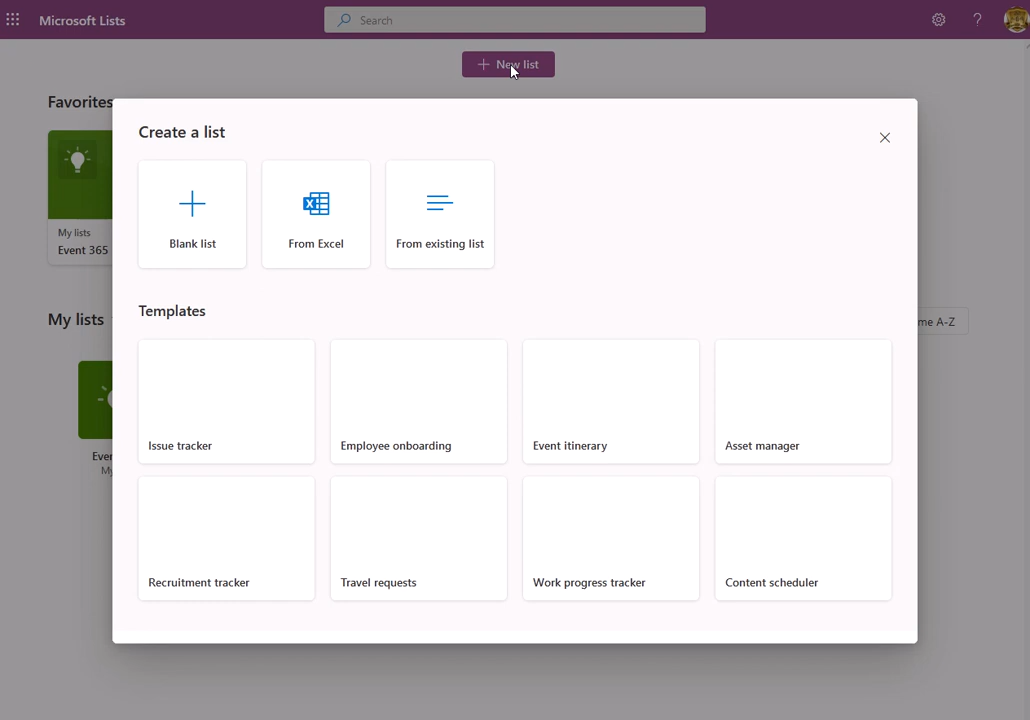 Microsoft Lists
Search
?
New list
Favorites
Create a list
Blank list
From Excel
From existing list
My lists
Event 365
Templates
My lists
me A-Z
Issue tracker
Employee onboarding
Event itinerary
Asset manager
Even
My
Recruitment tracker
Travel requests
Work progress tracker
Content scheduler